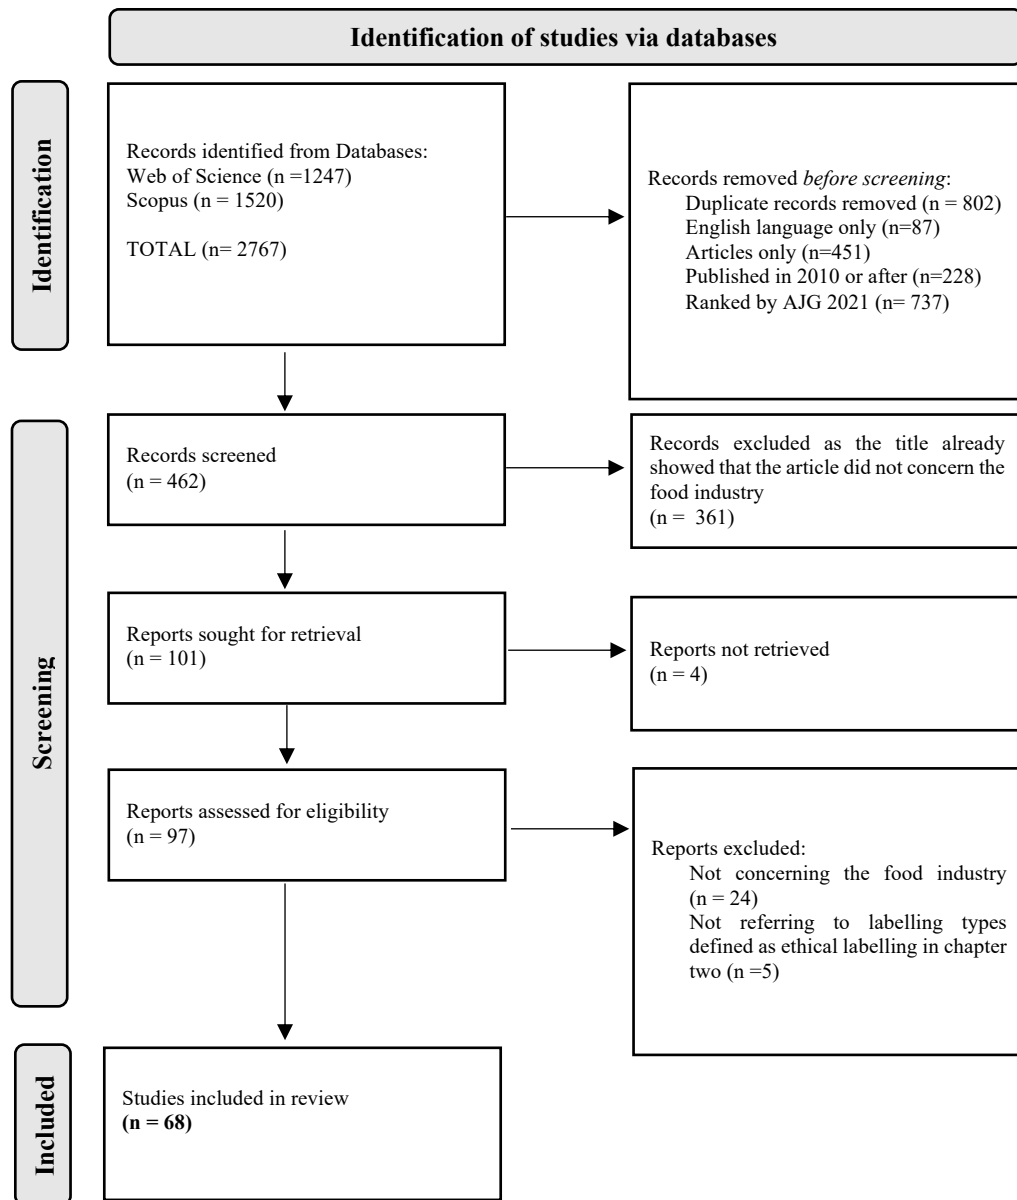 Identification of studies via databases
Identification
Records identified from Databases:
Web of Science (n =1247)
Scopus (n = 1520)
TOTAL (n= 2767)
Records removed before screening:
Duplicate records removed (n = 802)
English language only (n=87)
Articles only (n=451)
Published in 2010 or after (n=228)
Ranked by AJG 2021 (n= 737)
Screening
Records screened
(n = 462)
Records excluded as the title already
showed that the article did not concern the
food industry
(n = 361)
Reports sought for retrieval
(n = 101)
Reports not retrieved
(n = 4)
Reports assessed for eligibility
(n = 97)
Reports excluded:
Not concerning the food industry
(n = 24)
Not referring to labelling types
defined as ethical labelling in chapter
two (n =5)
Included
Studies included in review
(n = 68)